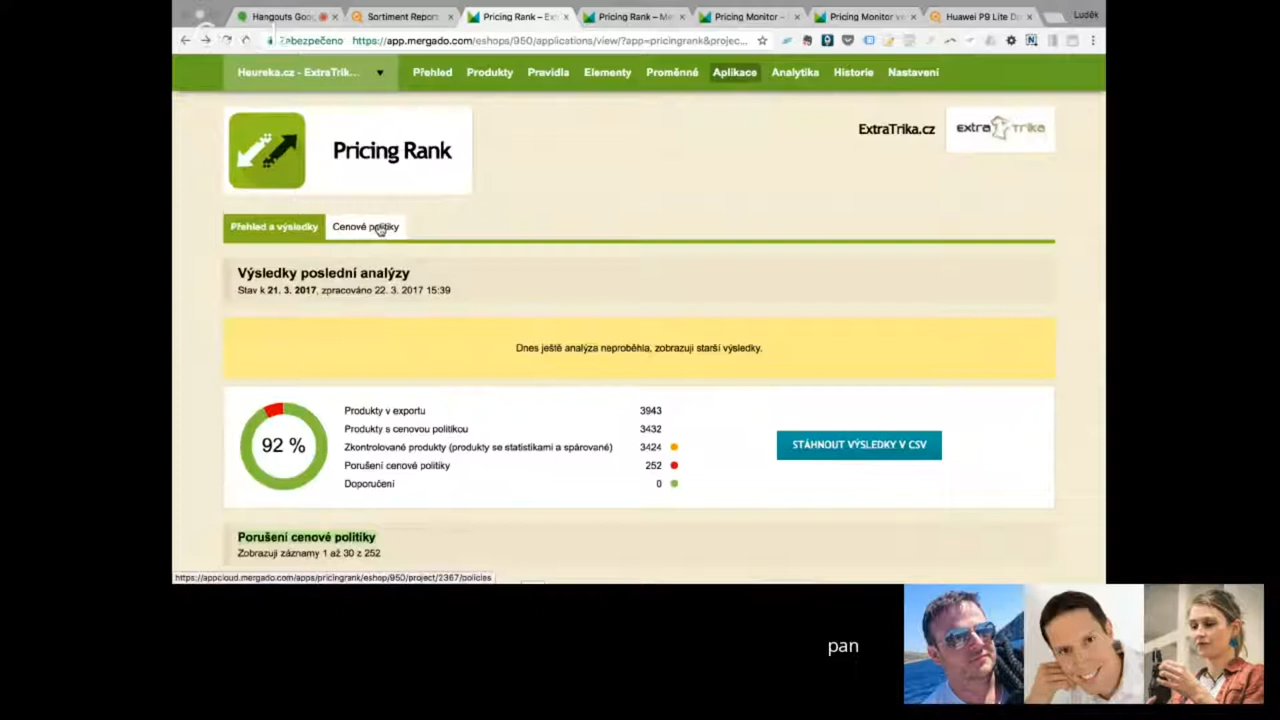 Hangouts Goo
Sortiment Report
Pricing Rank – Ex
Pricing Rank – Me
Pricing Monitor -
Pricing Monitor ve
Huawei P9 Lite Du
Luděk
Zabezpečeno https://app.mergado.com/eshops/950/applications/view/?app=pricingrank&projec...
Heureka.cz - ExtraTrik...
Přehled
Produkty
Pravidla
Elementy
Proměnné
Aplikace
Analytika
Historie
Nastavení
Pricing Rank
ExtraTrika.cz
extra Trika
Přehled a výsledky
Cenové politiky
Výsledky poslední analýzy
Stav k 21. 3. 2017, zpracováno 22. 3. 2017 15:39
Dnes ještě analýza neproběhla, zobrazuji starší výsledky.
92 %
Produkty v exportu 3943
Produkty s cenovou politikou 3432
Zkontrolované produkty (produkty se statistikami a spárované) 3424
Porušení cenové politiky 252
Doporučení 0
STÁHNOUT VÝSLEDKY V CSV
Porušení cenové politiky
Zobrazuji záznamy 1 až 30 z 252
https://appcloud.mergado.com/apps/pricingrank/eshop/950/project/2367/policies
pan